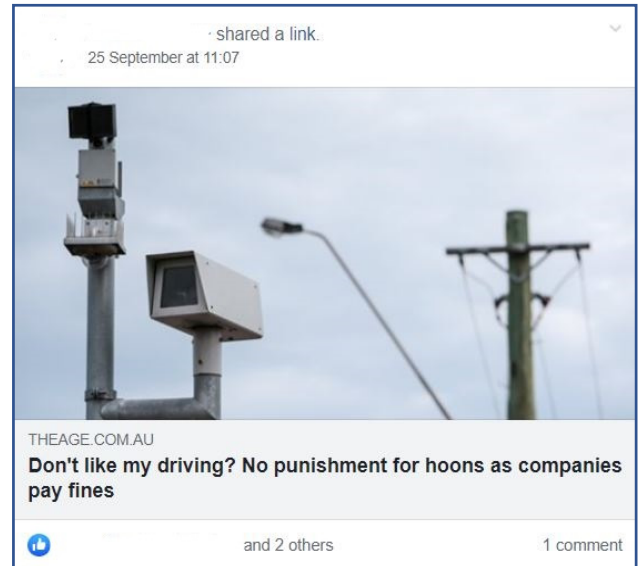 · shared a link.
25 September at 11:07
THEAGE.COM.AU
Don't like my driving? No punishment for hoons as companies
pay fines
and 2 others
1 comment